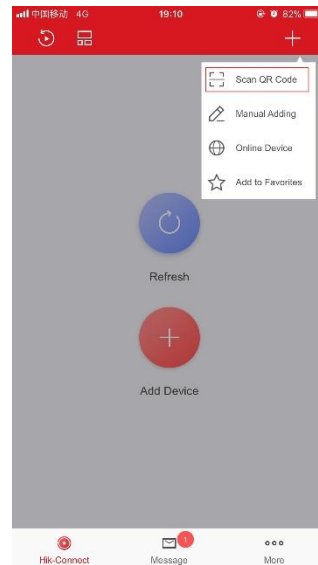 中国移动 4G 19:10 82%
Scan QR Code
Manual Adding
Online Device
Add to Favorites
Refresh
Add Device
1
Hik-Connect Message More